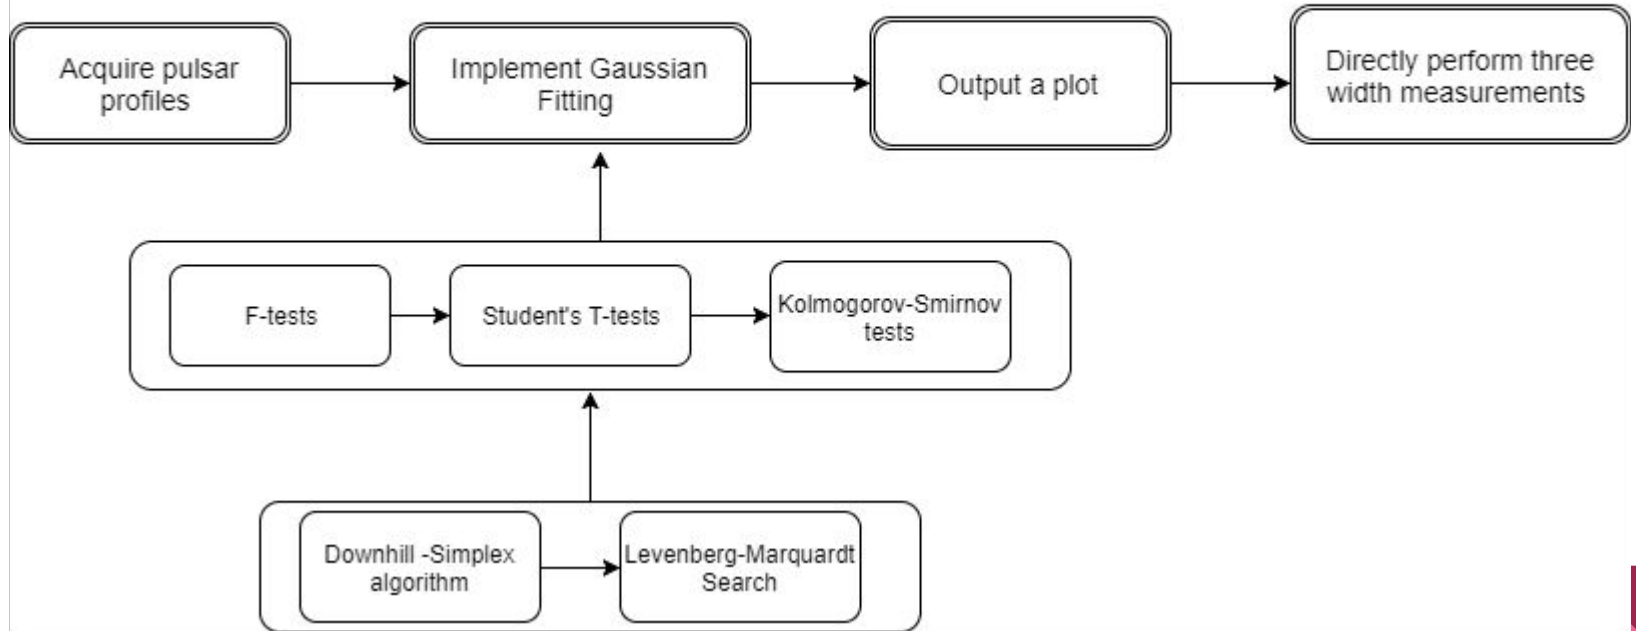 Acquire pulsar
profiles
Implement Gaussian
Fitting
Output a plot
Directly perform three
width measurements
F-tests
Student's T-tests
Kolmogorov-Smirnov
tests
Downhill -Simplex
algorithm
Levenberg-Marquardt
Search